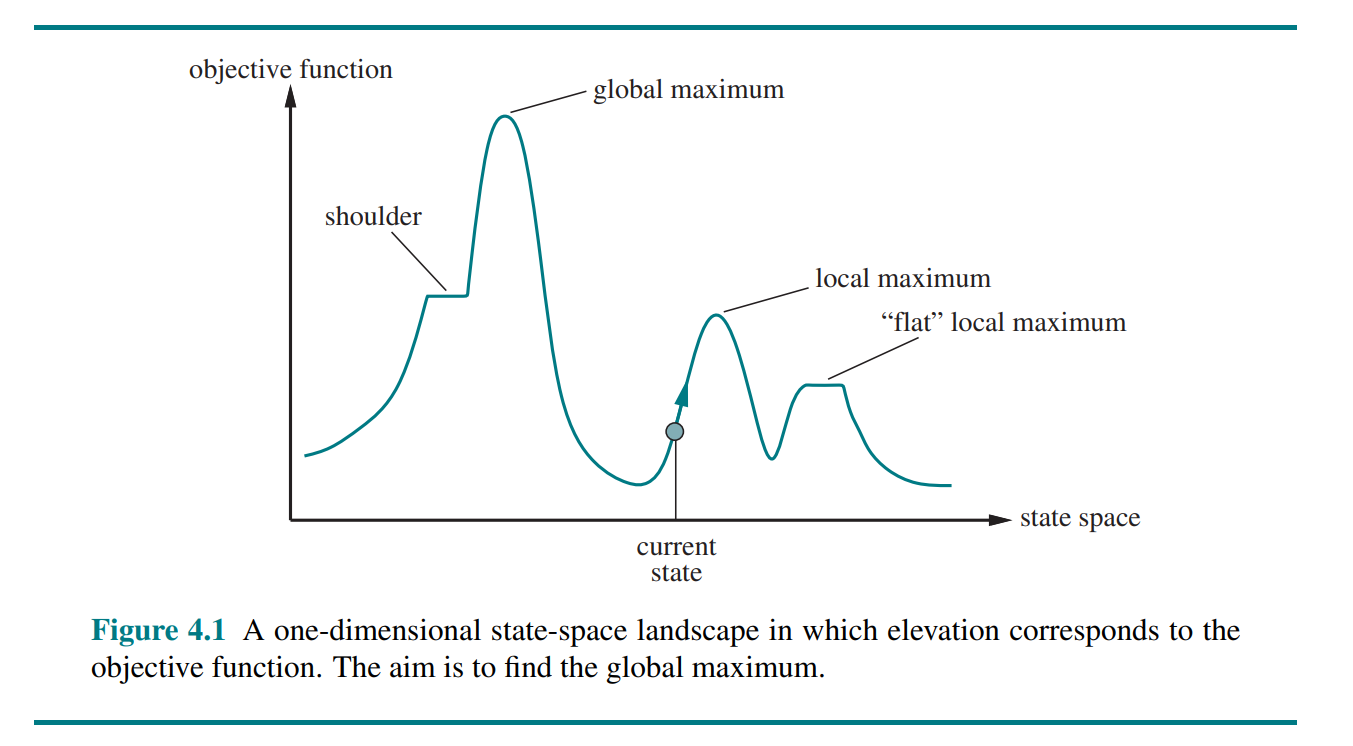 objective function
global maximum
shoulder
local maximum
“flat” local maximum
state space
current
state
Figure 4.1 A one-dimensional state-space landscape in which elevation corresponds to the
objective function. The aim is to find the global maximum.